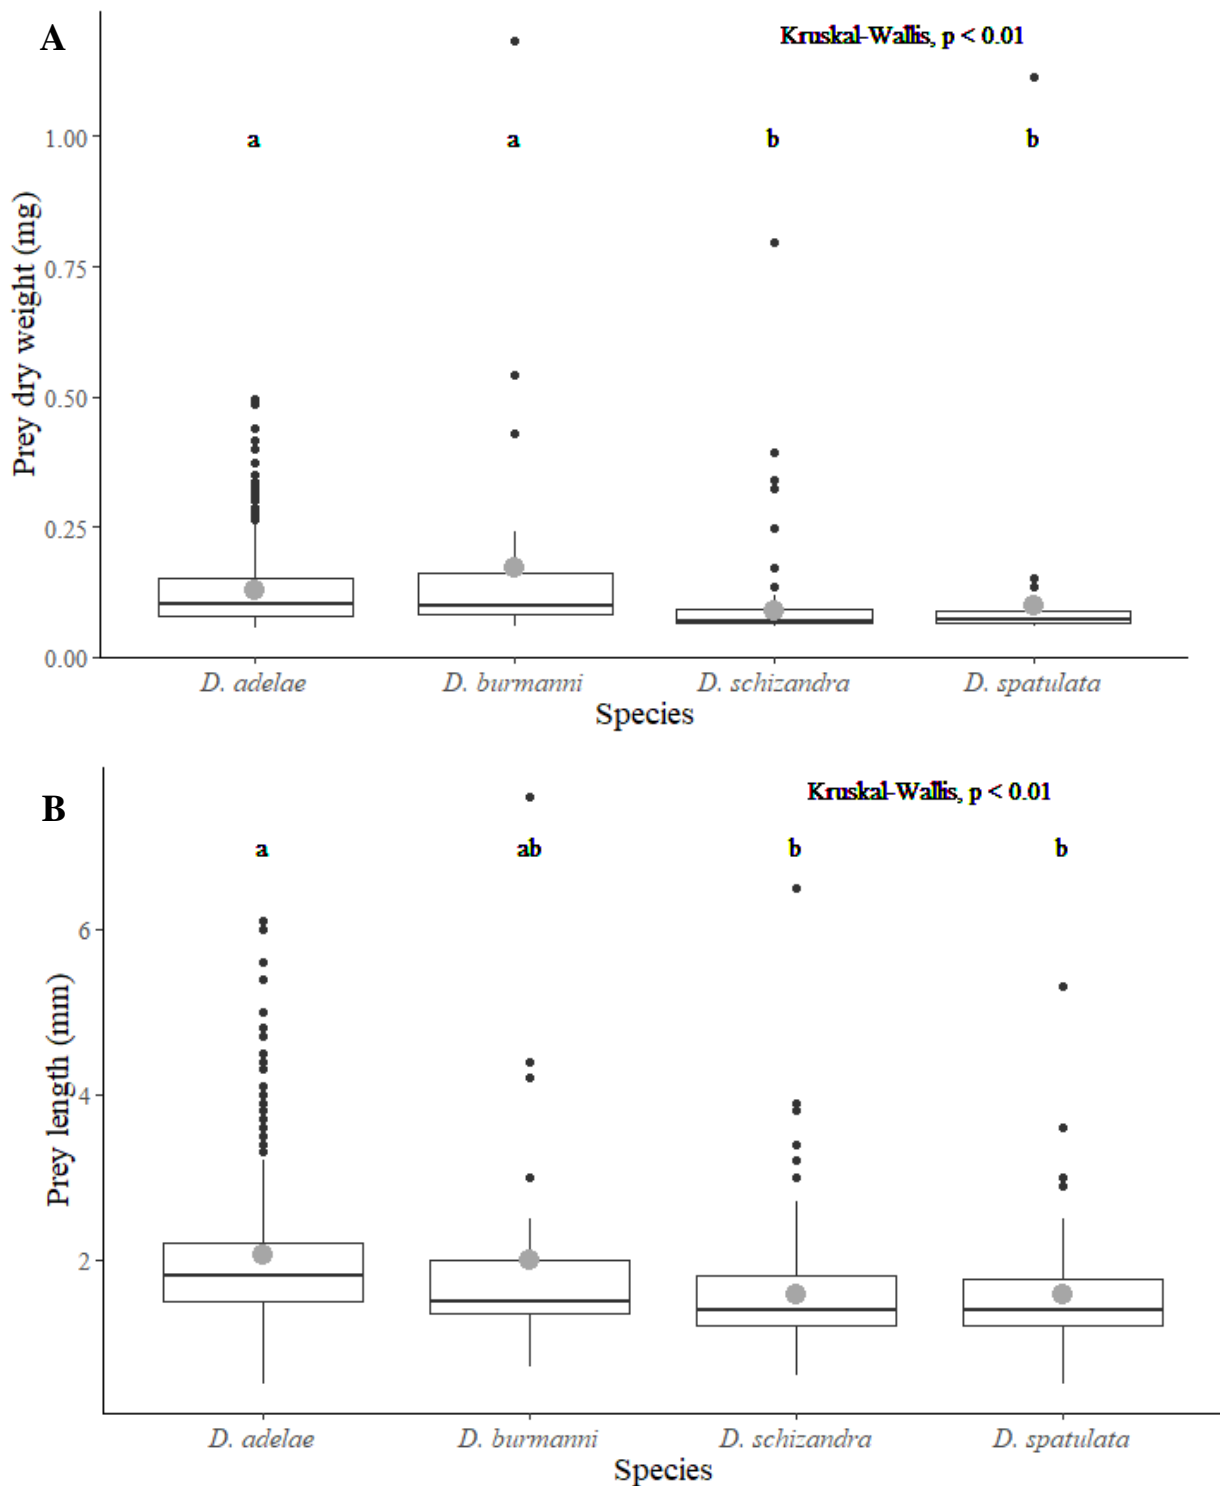 A
Kruskal-Wallis, p < 0.01
a a b b
Prey dry weight (mg)
1.00
0.75
0.50
0.25
0.00
D. adelae D. burmanni D. schizandra D. spatulata
Species
B
Kruskal-Wallis, p < 0.01
a ab b b
Prey length (mm)
6
4
2
D. adelae D. burmanni D. schizandra D. spatulata
Species